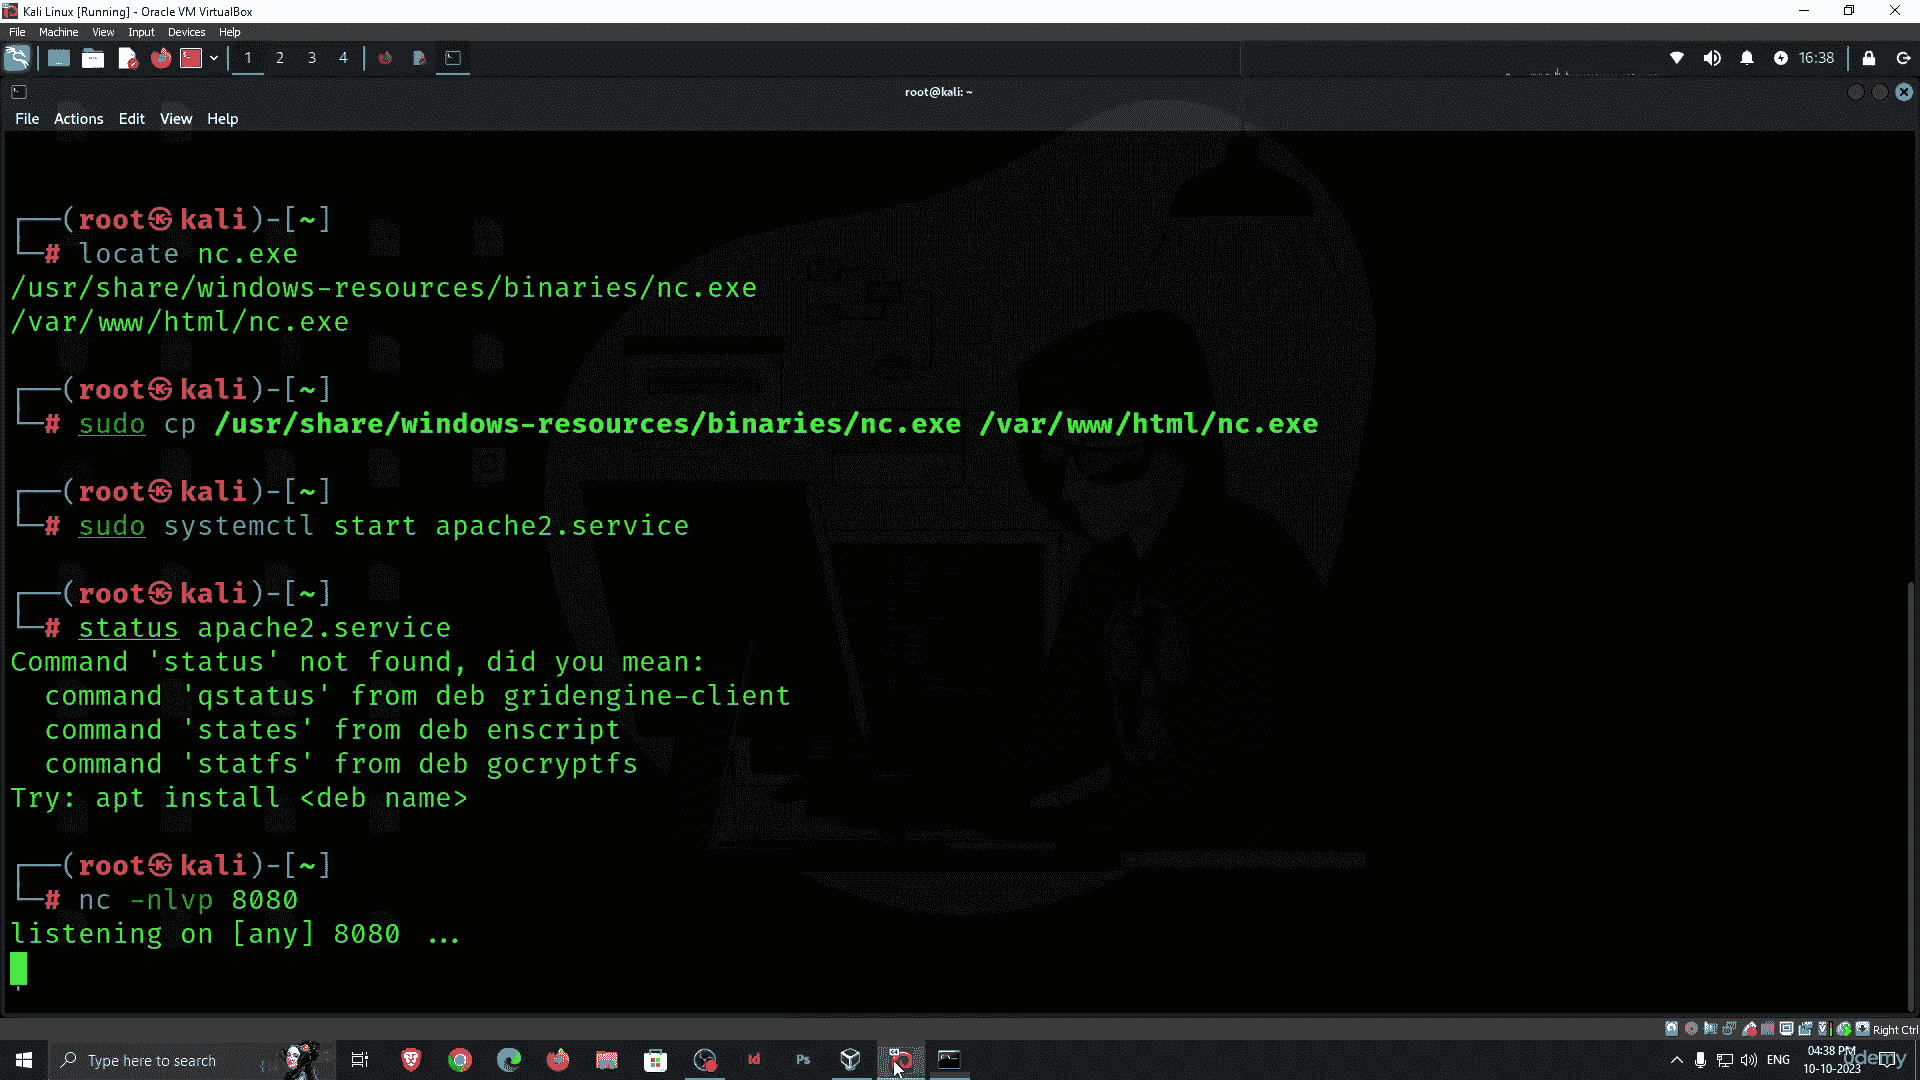 Kali Linux [Running] - Oracle VM VirtualBox
File Machine View Input Devices Help
1 2 3 4 16:38
root@kali: ~
File Actions Edit View Help
┌──(root㉿kali)-[~]
└─# locate nc.exe
/usr/share/windows-resources/binaries/nc.exe
/var/www/html/nc.exe
┌──(root㉿kali)-[~]
└─# sudo cp /usr/share/windows-resources/binaries/nc.exe /var/www/html/nc.exe
┌──(root㉿kali)-[~]
└─# sudo systemctl start apache2.service
┌──(root㉿kali)-[~]
└─# status apache2.service
Command 'status' not found, did you mean:
command 'qstatus' from deb gridengine-client
command 'states' from deb enscript
command 'statfs' from deb gocryptfs
Try: apt install <deb name>
┌──(root㉿kali)-[~]
└─# nc -nlvp 8080
listening on [any] 8080 ...
Right Ctrl
Type here to search
Id Ps
ENG
04:38 PM
10-10-2023
udemy